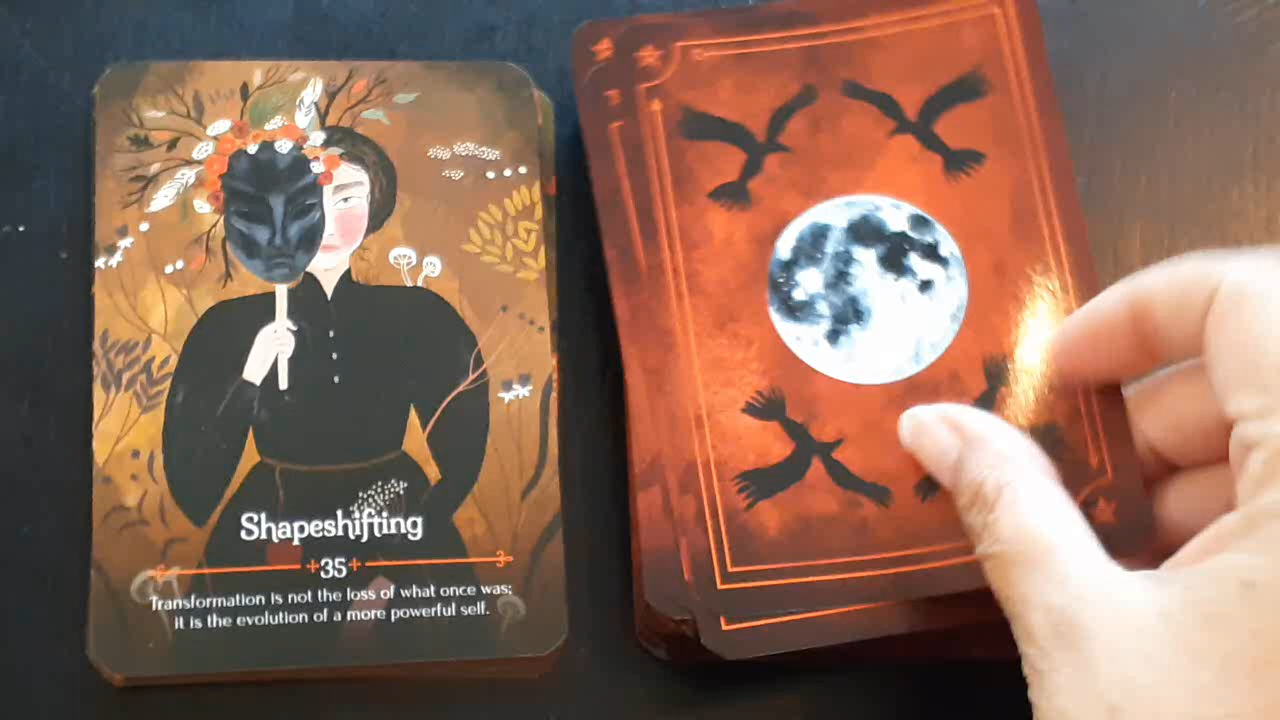 Shapeshifting
+35+
Transformation is not the loss of what once was;
it is the evolution of a more powerful self.